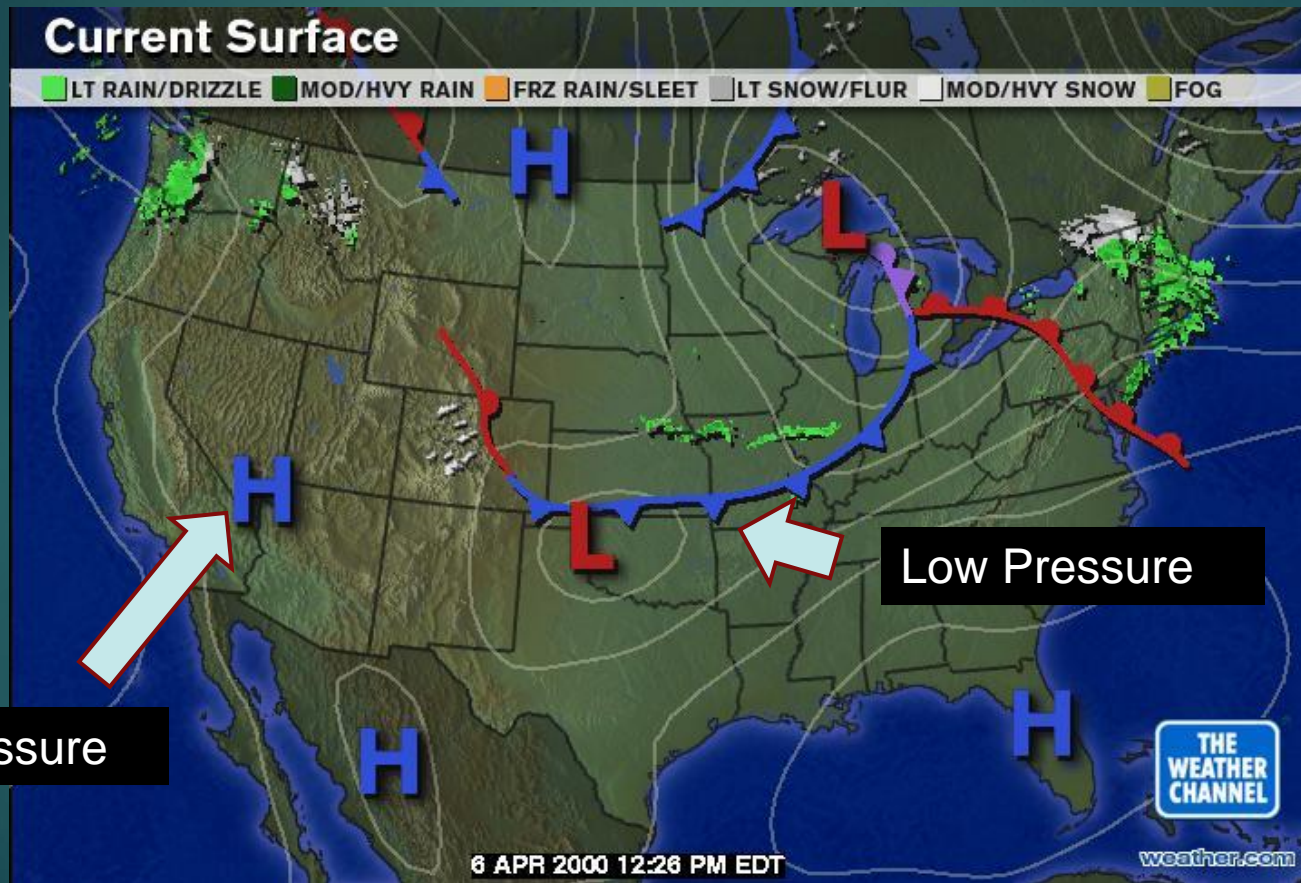 Current Surface
LT RAIN/DRIZZLE MOD/HVY RAIN FRZ RAIN/SLEET LT SNOW/FLUR MOD/HVY SNOW FOG
H
L
H
L
Low Pressure
H
H
ssure
THE
WEATHER
CHANNEL
6 APR 2000 12:26 PM EDT
weather.com